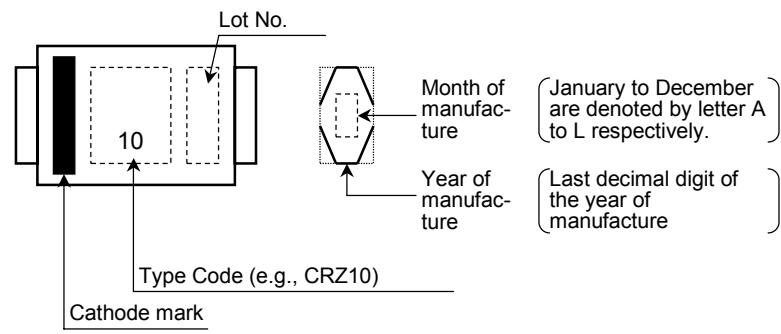 Lot No.
10
Month of
manufac-
ture
January to December
are denoted by letter A
to L respectively.
Year of
manufac-
ture
Last decimal digit of
the year of
manufacture
Type Code (e.g., CRZ10)
Cathode mark